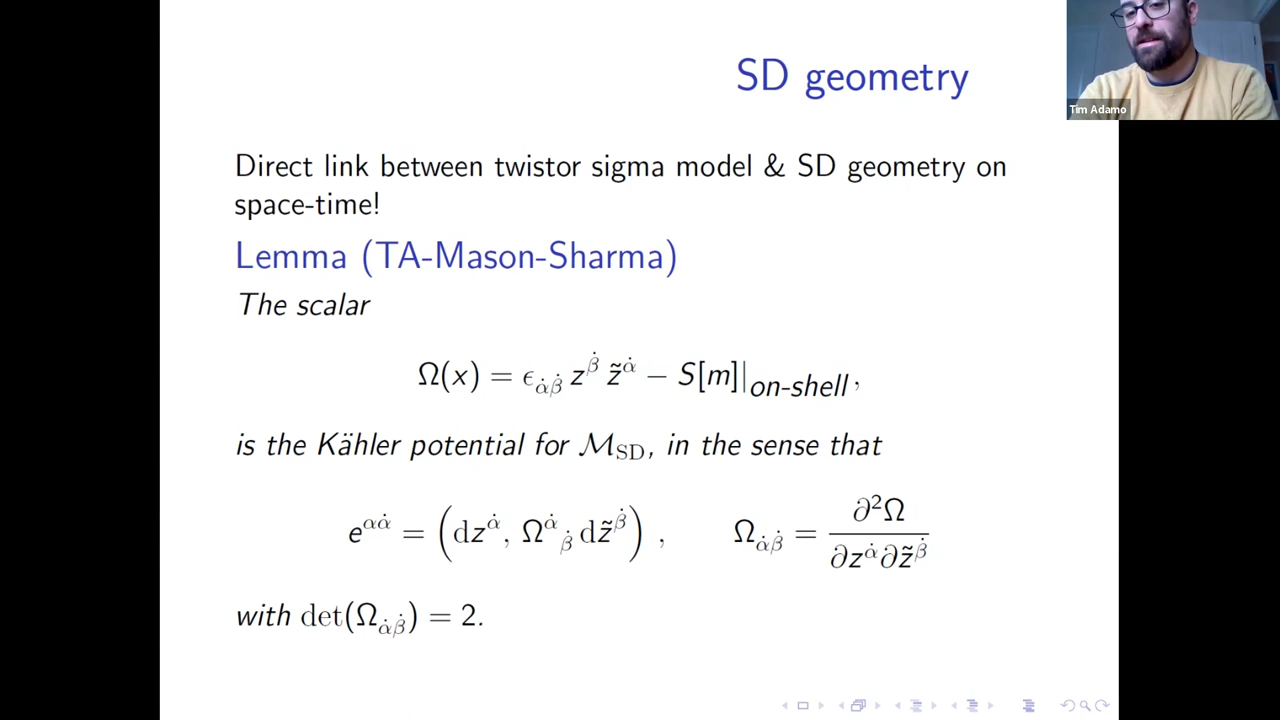 SD geometry
Tim Adamo
Direct link between twistor sigma model & SD geometry on
space-time!
Lemma (TA-Mason-Sharma)
The scalar
Ω(x) = ϵ_{α̇β̇} z^{β̇} z̃^{α̇} − S[m]|_{on-shell},
is the Kähler potential for ℳ_{SD}, in the sense that
e^{αα̇} = (dz^{α̇}, Ω^{α̇}_{β̇} dz̃^{β̇}), Ω_{α̇β̇} = ∂²Ω / ∂z^{α̇}∂z̃^{β̇}
with det(Ω_{α̇β̇}) = 2.